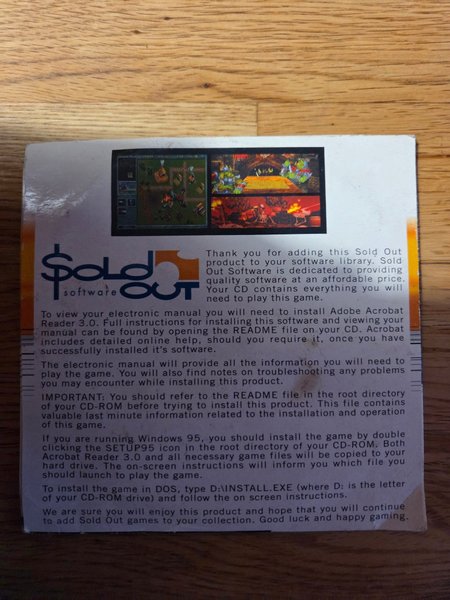 Sold Out
software
Thank you for adding this Sold Out
product to your software library. Sold
Out Software is dedicated to providing
quality software at an affordable price.
Your CD contains everything you will
need to play this game.
To view your electronic manual you will need to install Adobe Acrobat
Reader 3.0. Full instructions for installing this software and viewing your
manual can be found by opening the README file on your CD. Acrobat
includes detailed online help, should you require it, once you have
successfully installed it's software.
The electronic manual will provide all the information you will need to
play the game. You will also find notes on troubleshooting any problems
you may encounter while installing this product.
IMPORTANT: You should refer to the README file in the root directory
of your CD-ROM before trying to install this product. This file contains
valuable last minute information related to the installation and operation
of this game.
If you are running Windows 95, you should install the game by double
clicking the SETUP95 icon in the root directory of your CD-ROM. Both
Acrobat Reader 3.0 and all necessary game files will be copied to your
hard drive. The on-screen instructions will inform you which file you
should launch to play the game.
To install the game in DOS, type D:\INSTALL.EXE (where D: is the letter
of your CD-ROM drive) and follow the on screen instructions.
We are sure you will enjoy this product and hope that you will continue
to add Sold Out games to your collection. Good luck and happy gaming.